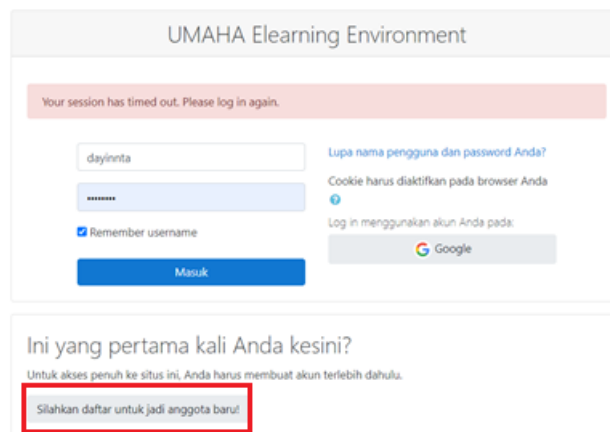 UMAHA Elearning Environment
Your session has timed out. Please log in again.
dayinnta
Lupa nama pengguna dan password Anda?
Cookie harus diaktifkan pada browser Anda
Remember username
Log in menggunakan akun Anda pada:
Google
Masuk
Ini yang pertama kali Anda kesini?
Untuk akses penuh ke situs ini, Anda harus membuat akun terlebih dahulu.
Silahkan daftar untuk jadi anggota baru!